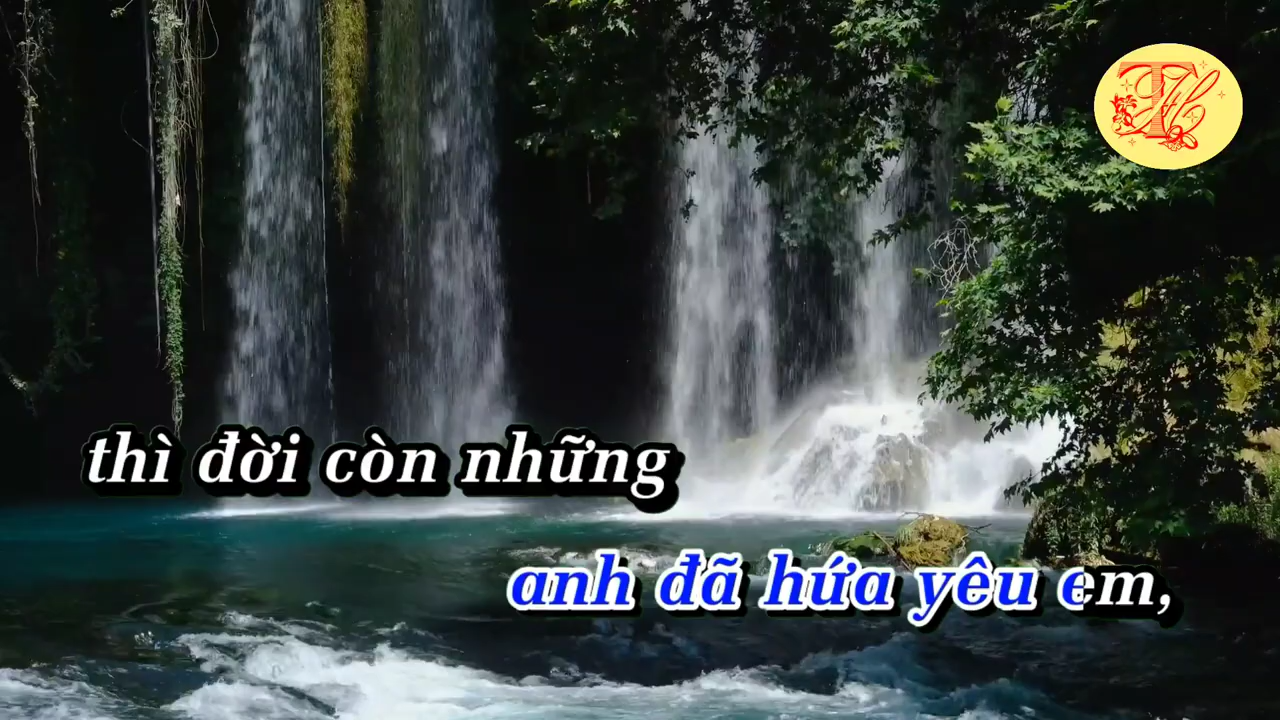 thì đời còn những
anh đã hứa yêu em,